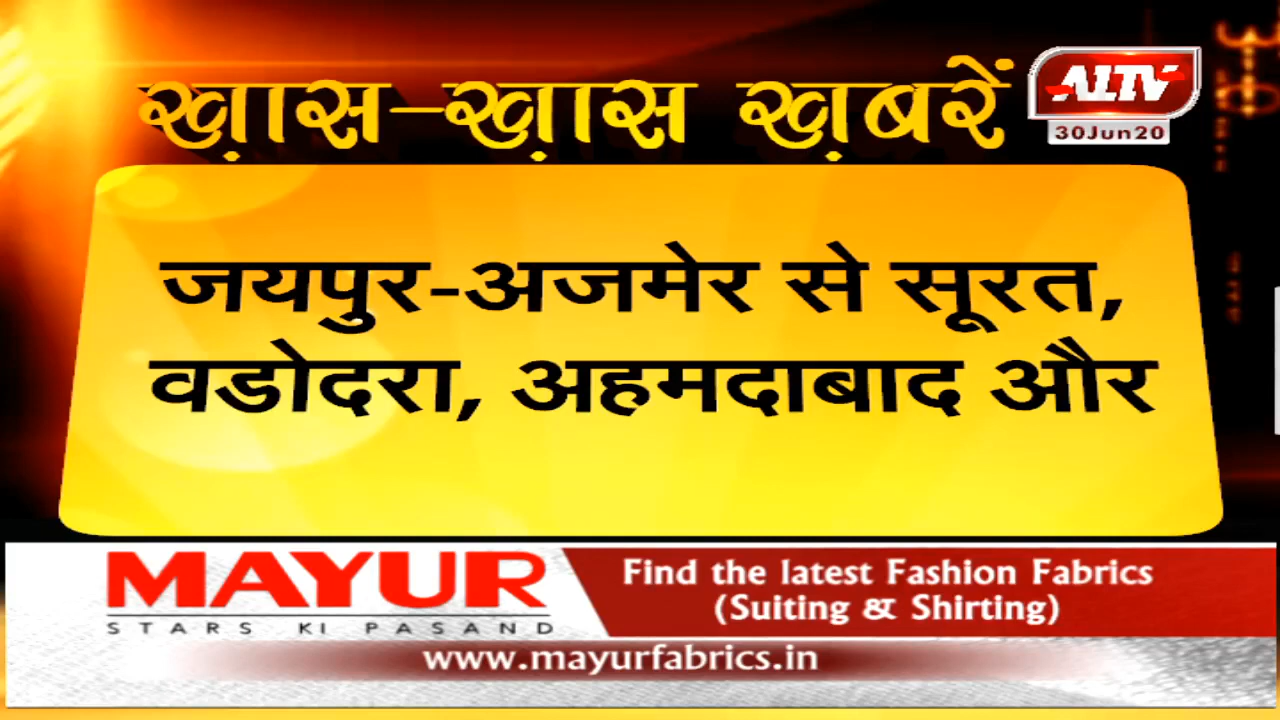 ख़ास-ख़ास ख़बरें
ALTV
30Jun20
जयपुर-अजमेर से सूरत,
वडोदरा, अहमदाबाद और
MAYUR
STARS KI PASAND
Find the latest Fashion Fabrics
(Suiting & Shirting)
www.mayurfabrics.in